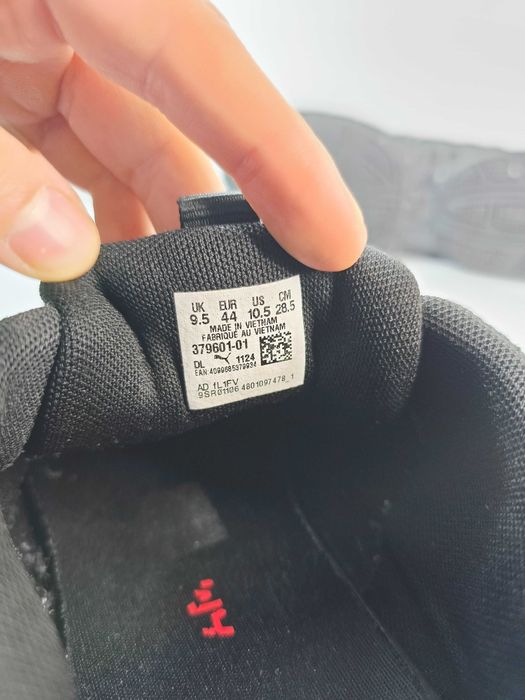 UK EUR US CM
9.5 44 10.5 28.5
MADE IN VIETNAM
FABRIQUÉ AU VIETNAM
379601-01
DL 1124
EAN:4099685379934
AD 1L1FV
9SR01106 4801097478_1